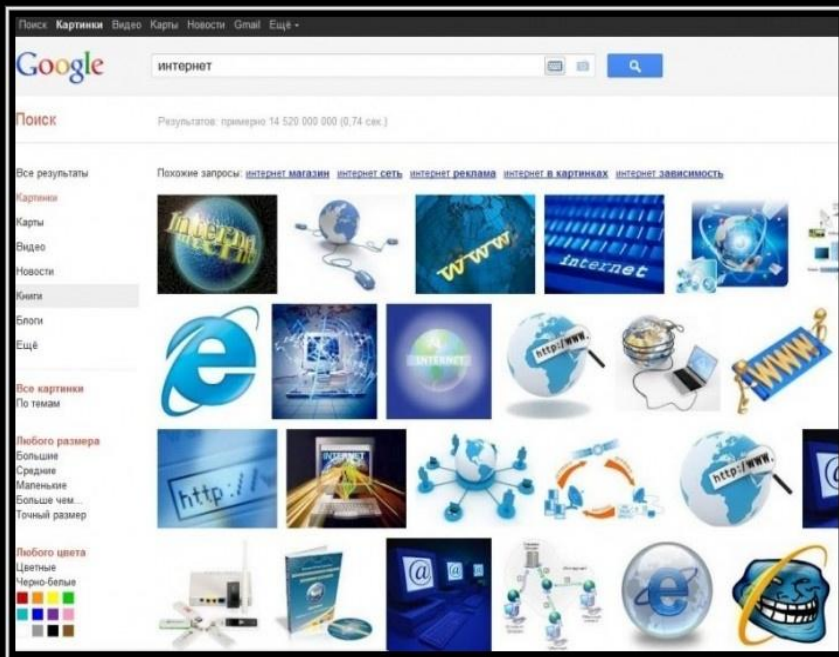 Поиск Картинки Видео Карты Новости Gmail Ещё
Google
интернет
Поиск
Результатов: примерно 14 520 000 000 (0,74 сек.)
Все результаты
Картинки
Карты
Видео
Новости
Книги
Блоги
Ещё
Все картинки
По темам
Любого размера
Большие
Средние
Маленькие
Больше чем...
Точный размер
Любого цвета
Цветные
Черно-белые
Похожие запросы: интернет магазин интернет сеть интернет реклама интернет в картинках интернет зависимость
WWW
internet
INTERNET
http://www.
WWW
http://w
INTERNET
http://www.
@
@ @ @